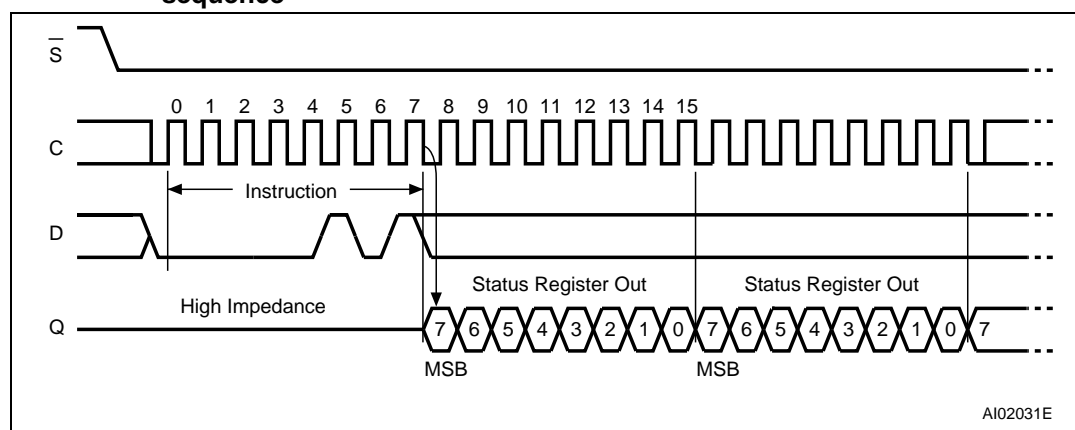 sequence
S
0 1 2 3 4 5 6 7 8 9 10 11 12 13 14 15
C
Instruction
D
Status Register Out Status Register Out
High Impedance
Q 7 6 5 4 3 2 1 0 7 6 5 4 3 2 1 0 7
MSB MSB
AI02031E